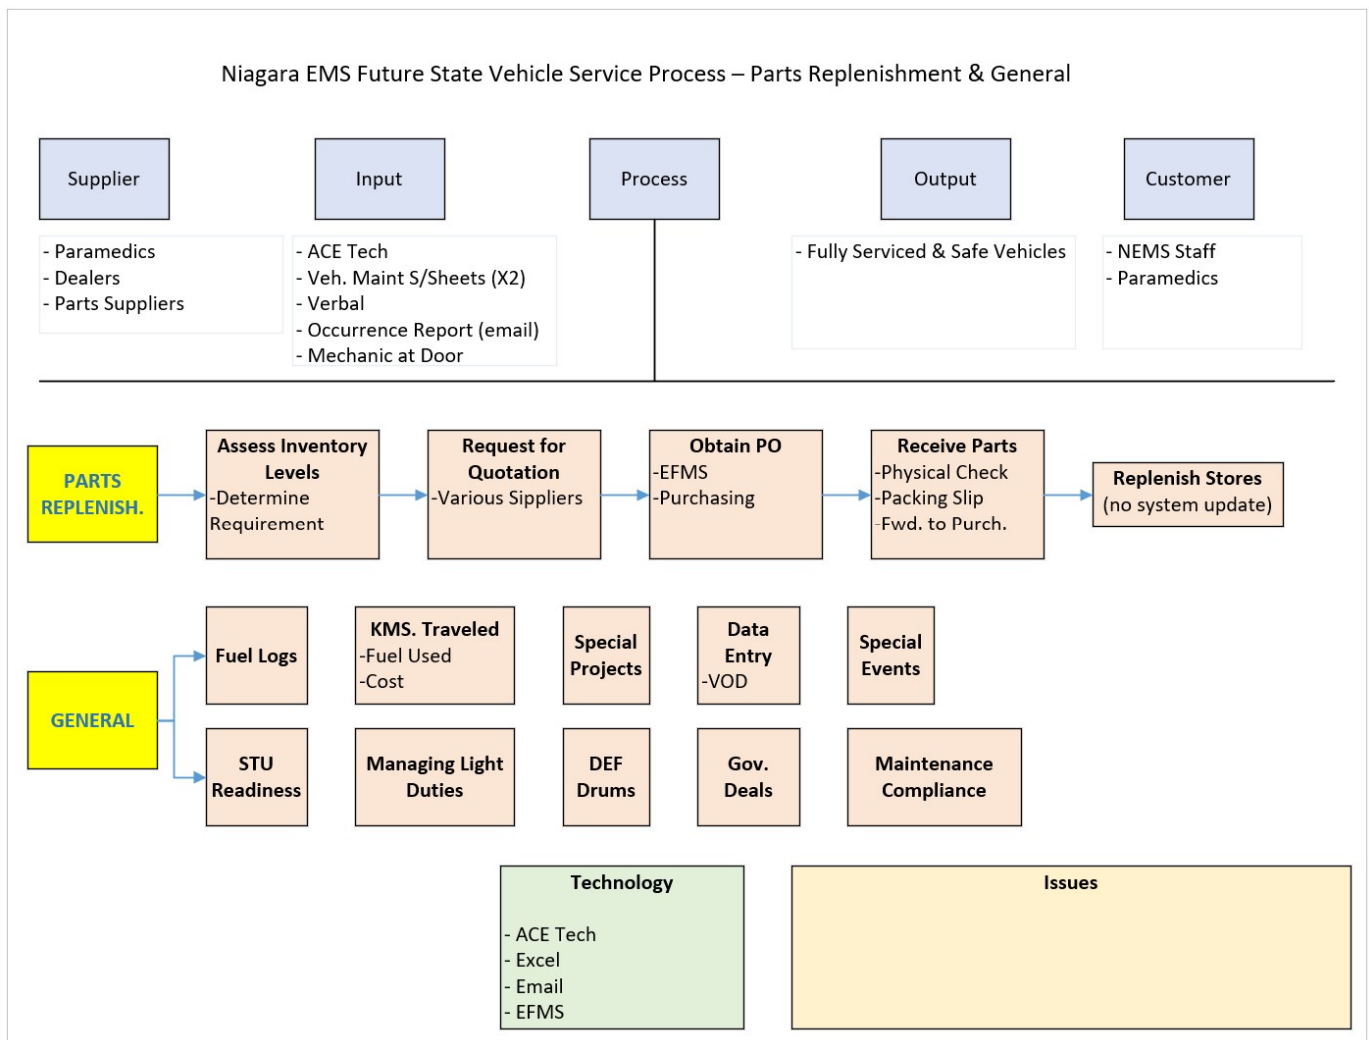 Niagara EMS Future State Vehicle Service Process – Parts Replenishment & General
Supplier
Input
Process
Output
Customer
- Paramedics
- Dealers
- Parts Suppliers
- ACE Tech
- Veh. Maint S/Sheets (X2)
- Verbal
- Occurrence Report (email)
- Mechanic at Door
- Fully Serviced & Safe Vehicles
- NEMS Staff
- Paramedics
PARTS
REPLENISH.
Assess Inventory
Levels
-Determine
Requirement
Request for
Quotation
-Various Sippliers
Obtain PO
-EFMS
-Purchasing
Receive Parts
-Physical Check
-Packing Slip
-Fwd. to Purch.
Replenish Stores
(no system update)
GENERAL
Fuel Logs
KMS. Traveled
-Fuel Used
-Cost
Special
Projects
Data
Entry
-VOD
Special
Events
STU
Readiness
Managing Light
Duties
DEF
Drums
Gov.
Deals
Maintenance
Compliance
Technology
- ACE Tech
- Excel
- Email
- EFMS
Issues